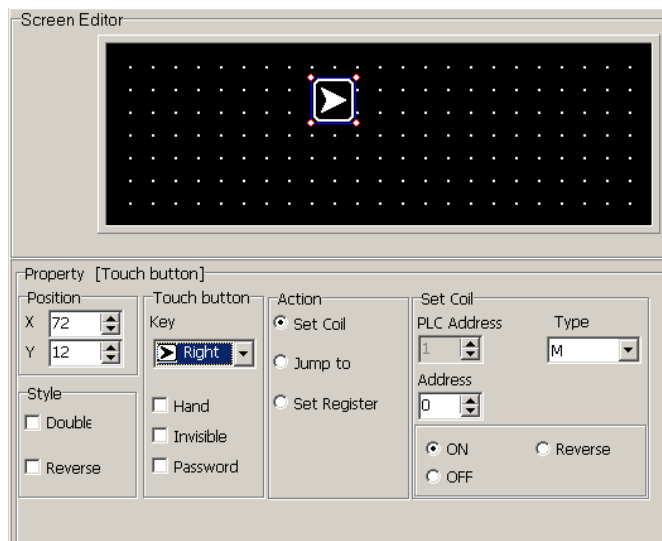 Screen Editor
Property [Touch button]
Position
X 72
Y 12
Style
Double
Reverse
Touch button
Key
Right
Hand
Invisible
Password
Action
Set Coil
Jump to
Set Register
Set Coil
PLC Address Type
1 M
Address
0
ON Reverse
OFF